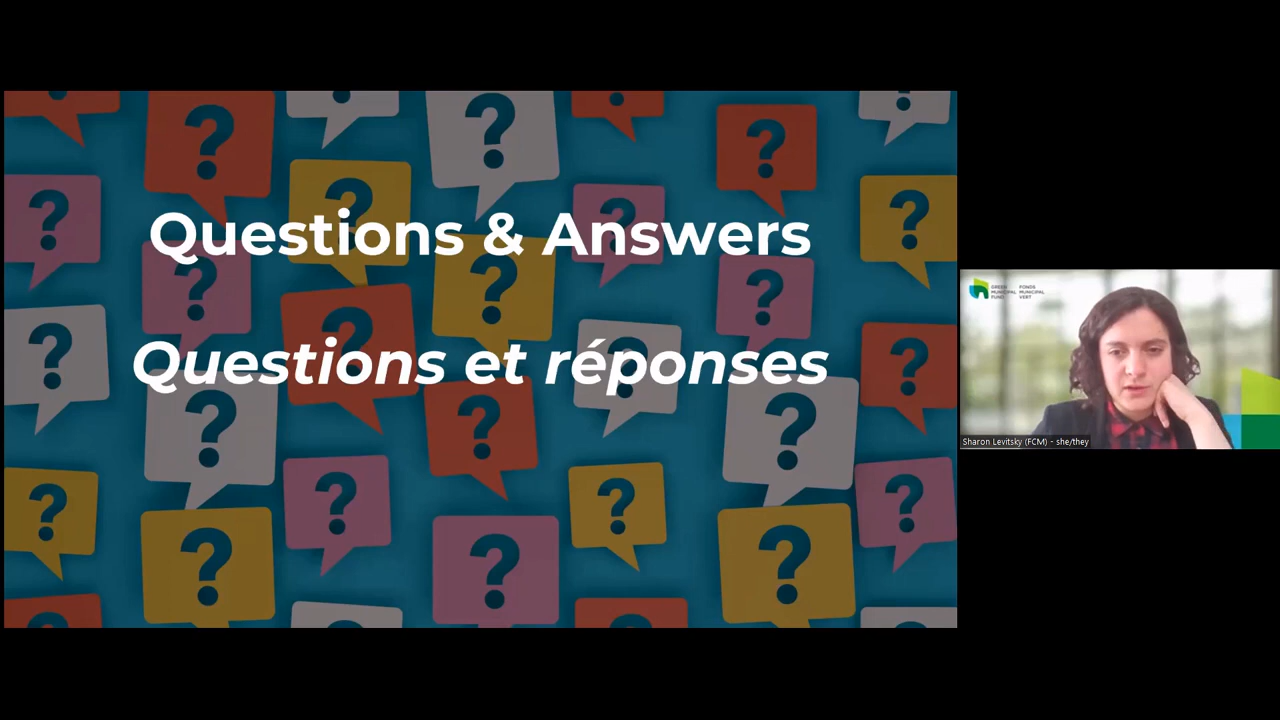 Questions & Answers
Questions et réponses
GREEN MUNICIPAL FUND
FONDS MUNICIPAL VERT
Sharon Levitsky (FCM) - she/they